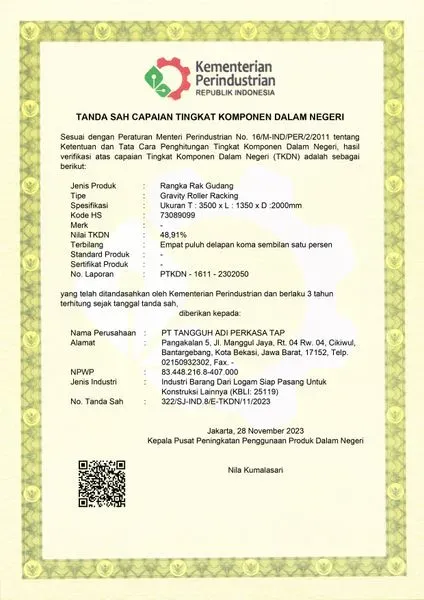 Kementerian
Perindustrian
REPUBLIK INDONESIA
TANDA SAH CAPAIAN TINGKAT KOMPONEN DALAM NEGERI
Sesuai dengan Peraturan Menteri Perindustrian No. 16/M-IND/PER/2/2011 tentang
Ketentuan dan Tata Cara Penghitungan Tingkat Komponen Dalam Negeri, hasil
verifikasi atas capaian Tingkat Komponen Dalam Negeri (TKDN) adalah sebagai
berikut:
Jenis Produk : Rangka Rak Gudang
Tipe : Gravity Roller Racking
Spesifikasi : Ukuran T : 3500 x L : 1350 x D :2000mm
Kode HS : 73089099
Merk : -
Nilai TKDN : 48,91%
Terbilang : Empat puluh delapan koma sembilan satu persen
Standard Produk : -
Sertifikat Produk : -
No. Laporan : PTKDN - 1611 - 2302050
yang telah ditandasahkan oleh Kementerian Perindustrian dan berlaku 3 tahun
terhitung sejak tanggal tanda sah,
diberikan kepada:
Nama Perusahaan : PT TANGGUH ADI PERKASA TAP
Alamat : Pangakalan 5, Jl. Manggul Jaya, Rt. 04 Rw. 04, Cikiwul,
Bantargebang, Kota Bekasi, Jawa Barat, 17152, Telp.
02150932302, Fax. -
NPWP : 83.448.216.8-407.000
Jenis Industri : Industri Barang Dari Logam Siap Pasang Untuk
Konstruksi Lainnya (KBLI: 25119)
No. Tanda Sah : 322/SJ-IND.8/E-TKDN/11/2023
Jakarta, 28 November 2023
Kepala Pusat Peningkatan Penggunaan Produk Dalam Negeri
Nila Kumalasari